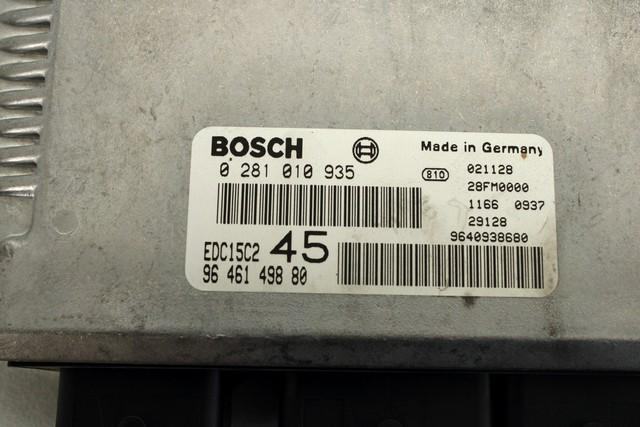 BOSCH
Made in Germany
0 281 010 935
810
021128
28FM0000
1166 0937
29128
9640938680
EDC15C2 45
96 461 498 80